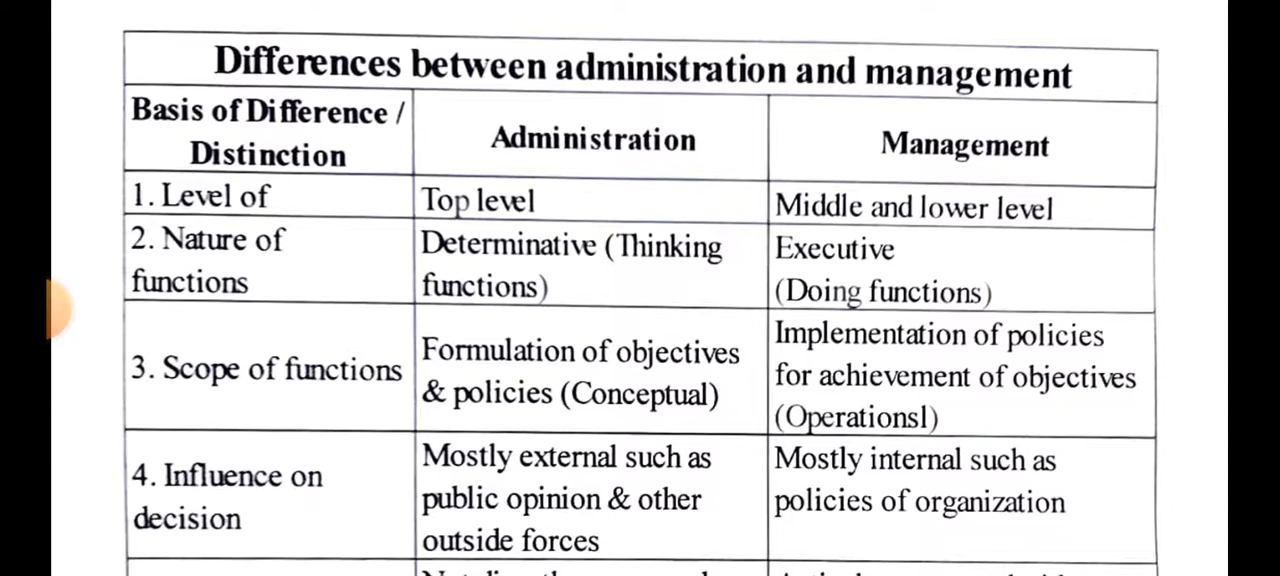 Differences between administration and management
Basis of Difference /
Distinction
Administration
Management
1. Level of
Top level
Middle and lower level
2. Nature of
functions
Determinative (Thinking
functions)
Executive
(Doing functions)
3. Scope of functions
Formulation of objectives
& policies (Conceptual)
Implementation of policies
for achievement of objectives
(Operationsl)
4. Influence on
decision
Mostly external such as
public opinion & other
outside forces
Mostly internal such as
policies of organization